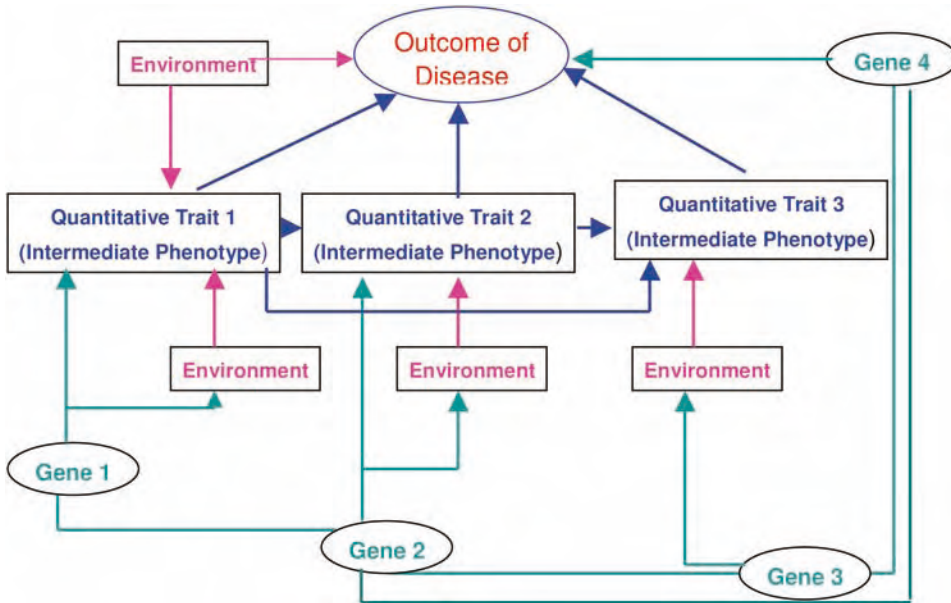 Outcome of
Disease
Environment
Gene 4
Quantitative Trait 1
(Intermediate Phenotype)
Quantitative Trait 2
(Intermediate Phenotype)
Quantitative Trait 3
(Intermediate Phenotype)
Environment
Environment
Environment
Gene 1
Gene 2
Gene 3